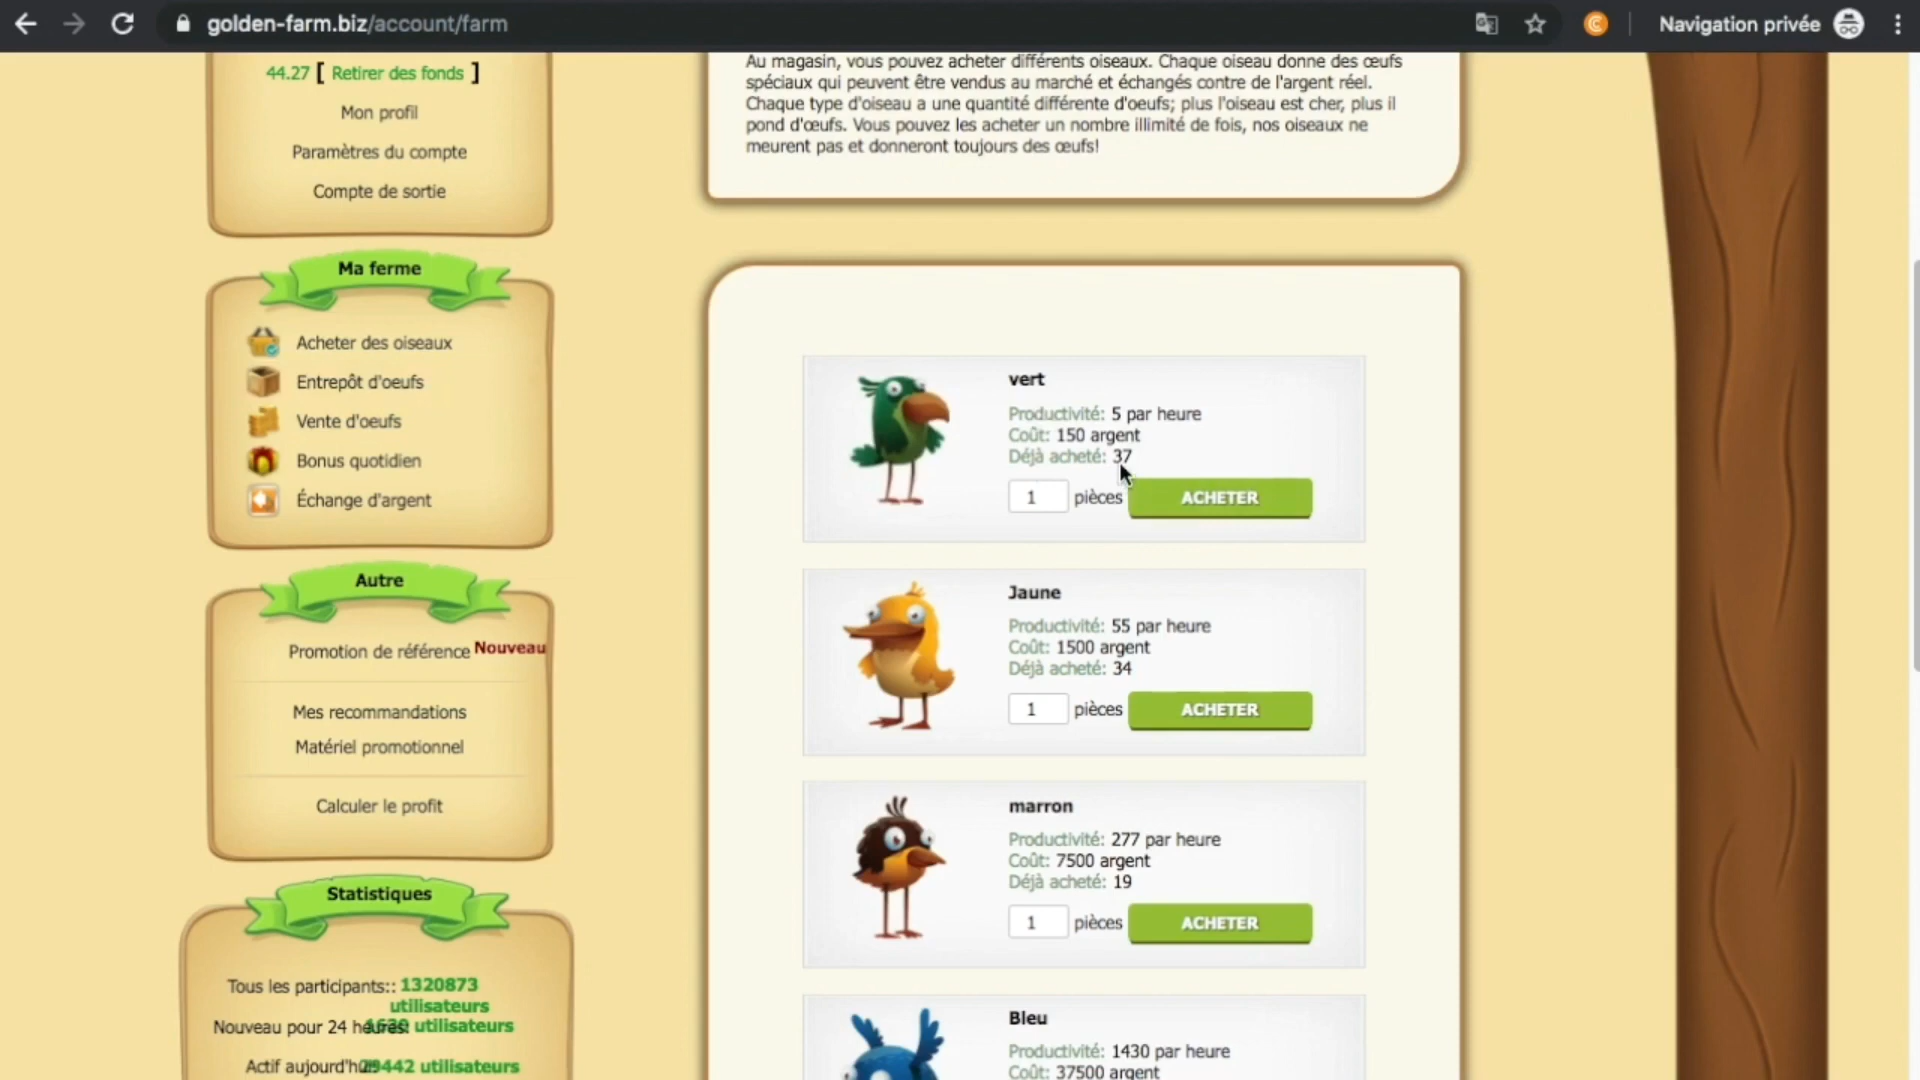 golden-farm.biz/account/farm
Navigation privée
44.27 [ Retirer des fonds ]
Mon profil
Paramètres du compte
Compte de sortie
Ma ferme
Acheter des oiseaux
Entrepôt d'oeufs
Vente d'oeufs
Bonus quotidien
Échange d'argent
Autre
Promotion de référence Nouveau
Mes recommandations
Matériel promotionnel
Calculer le profit
Statistiques
Tous les participants:: 1320873
utilisateurs
Nouveau pour 24 heures: utilisateurs
Actif aujourd'hui: 29442 utilisateurs
Au magasin, vous pouvez acheter différents oiseaux. Chaque oiseau donne des œufs
spéciaux qui peuvent être vendus au marché et échangés contre de l'argent réel.
Chaque type d'oiseau a une quantité différente d'oeufs; plus l'oiseau est cher, plus il
pond d'œufs. Vous pouvez les acheter un nombre illimité de fois, nos oiseaux ne
meurent pas et donneront toujours des œufs!
vert
Productivité: 5 par heure
Coût: 150 argent
Déjà acheté: 37
1 pièces ACHETER
Jaune
Productivité: 55 par heure
Coût: 1500 argent
Déjà acheté: 34
1 pièces ACHETER
marron
Productivité: 277 par heure
Coût: 7500 argent
Déjà acheté: 19
1 pièces ACHETER
Bleu
Productivité: 1430 par heure
Coût: 37500 argent